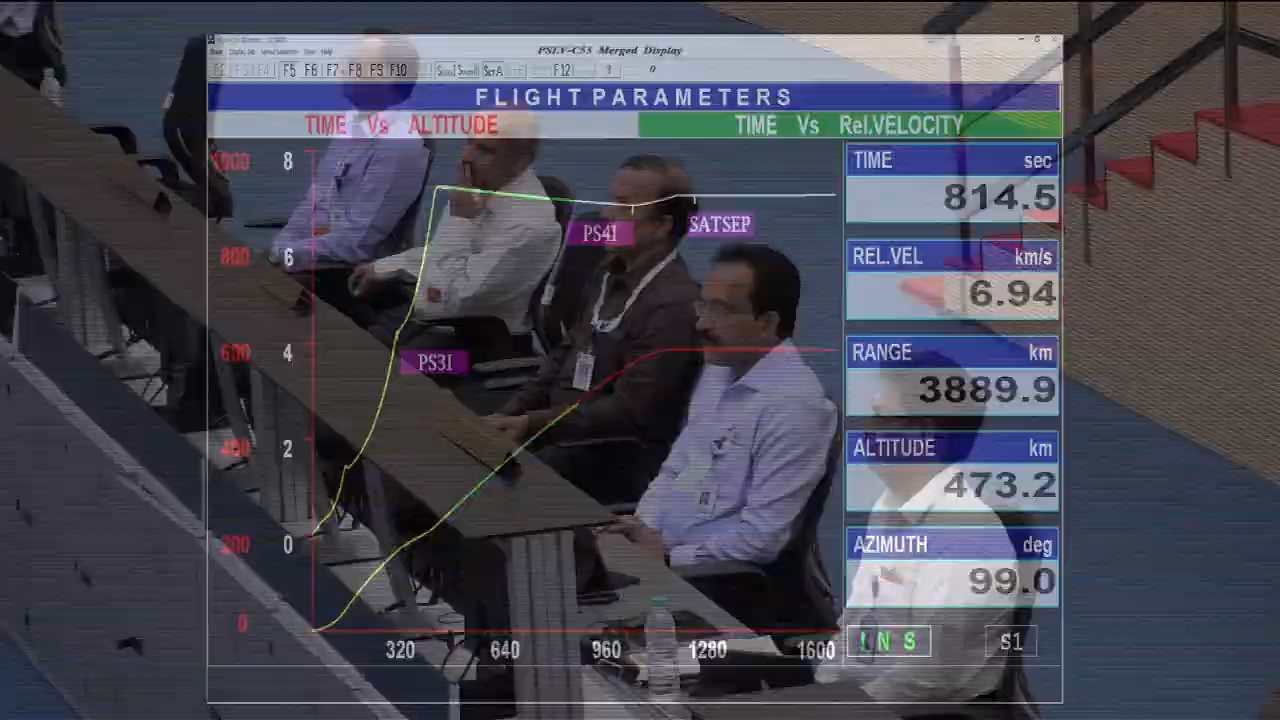 PSLV-C53 Merged Display
F5 F6 F7 F8 F9 F10 F12 ? 0
FLIGHT PARAMETERS
TIME Vs ALTITUDE
TIME Vs Rel.VELOCITY
1000 8
800 6
600 4
400 2
200 0
0
320 640 960 1280 1600
PS3I
PS4I
SATSEP
TIME sec
814.5
REL.VEL km/s
6.94
RANGE km
3889.9
ALTITUDE km
473.2
AZIMUTH deg
99.0
I N S
S1